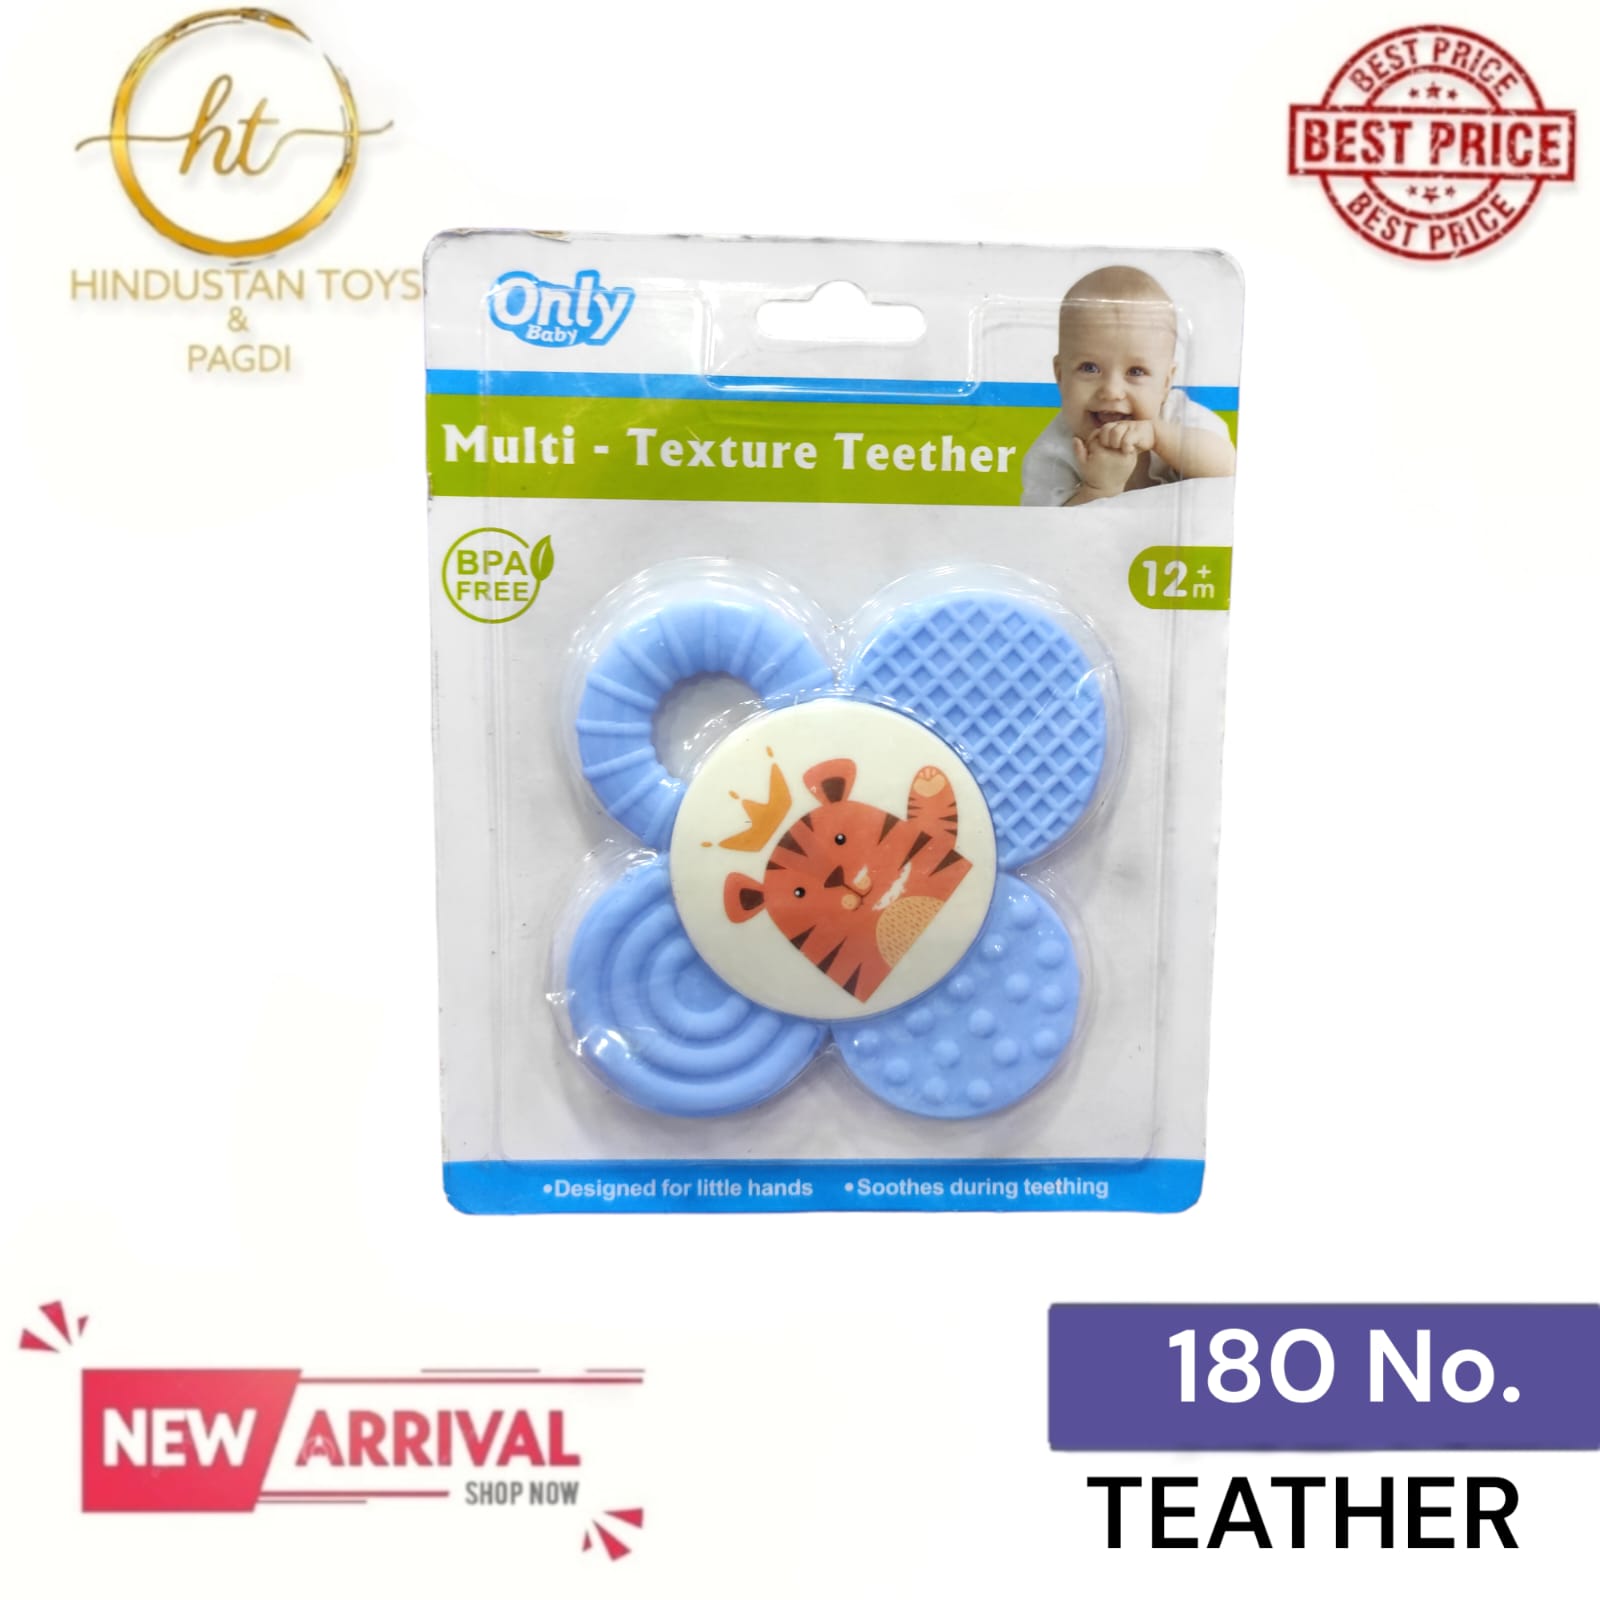 ht
HINDUSTAN TOYS
&
PAGDI
BEST PRICE
BEST PRICE
BEST PRICE
Only
Baby
Multi - Texture Teether
BPA
FREE
12+
m
•Designed for little hands •Soothes during teething
NEW ARRIVAL
SHOP NOW
180 No.
TEATHER